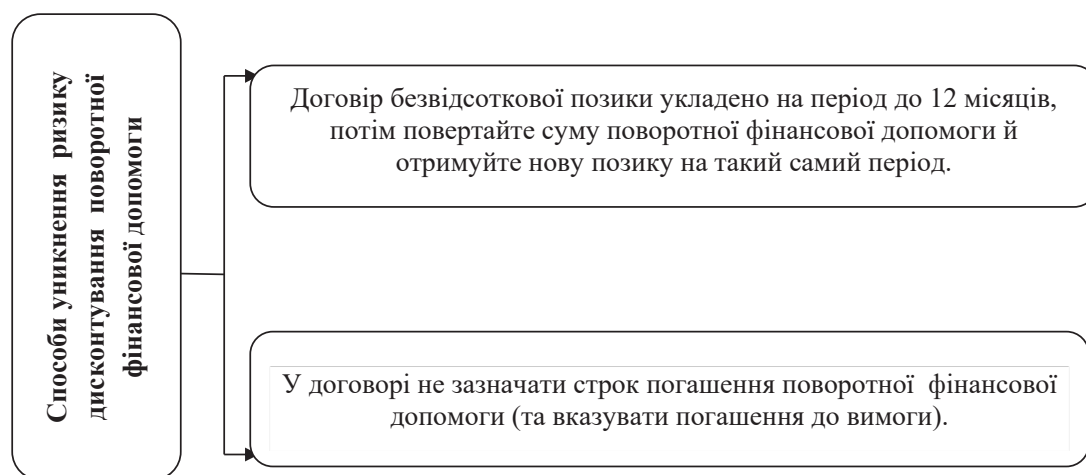 Способи уникнення ризику
дисконтування поворотної
фінансової допомоги
Договір безвідсоткової позики укладено на період до 12 місяців,
потім повертайте суму поворотної фінансової допомоги й
отримуйте нову позику на такий самий період.
У договорі не зазначати строк погашення поворотної фінансової
допомоги (та вказувати погашення до вимоги).